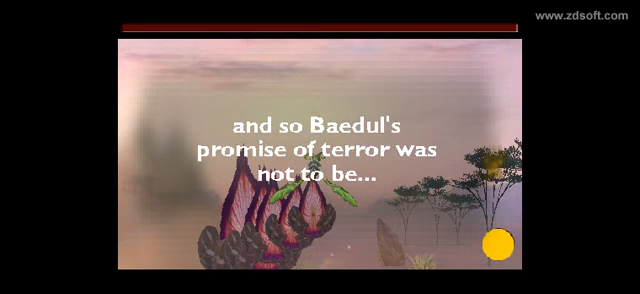 www.zdsoft.com
and so Baedul's
promise of terror was
not to be...